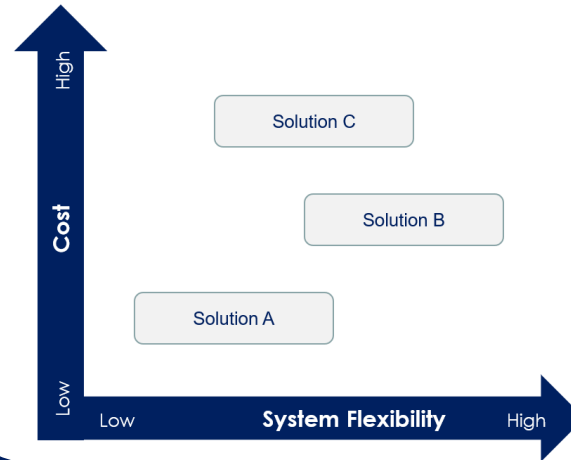 High
Solution C
Cost
Solution B
Solution A
Low
Low System Flexibility High